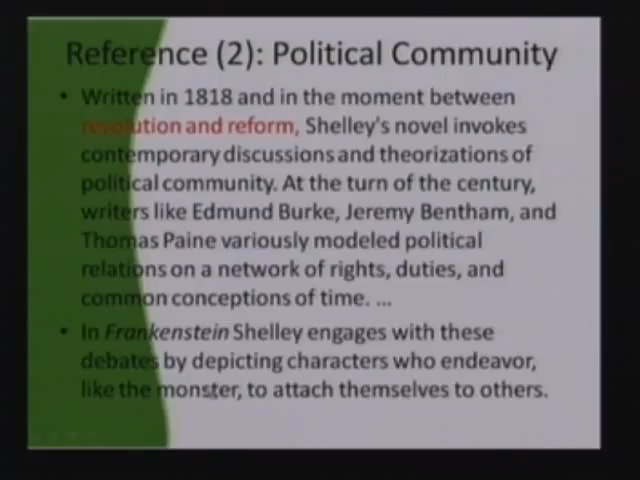 Reference (2): Political Community
• Written in 1818 and in the moment between
revolution and reform, Shelley's novel invokes
contemporary discussions and theorizations of
political community. At the turn of the century,
writers like Edmund Burke, Jeremy Bentham, and
Thomas Paine variously modeled political
relations on a network of rights, duties, and
common conceptions of time. ...
• In Frankenstein Shelley engages with these
debates by depicting characters who endeavor,
like the monster, to attach themselves to others.